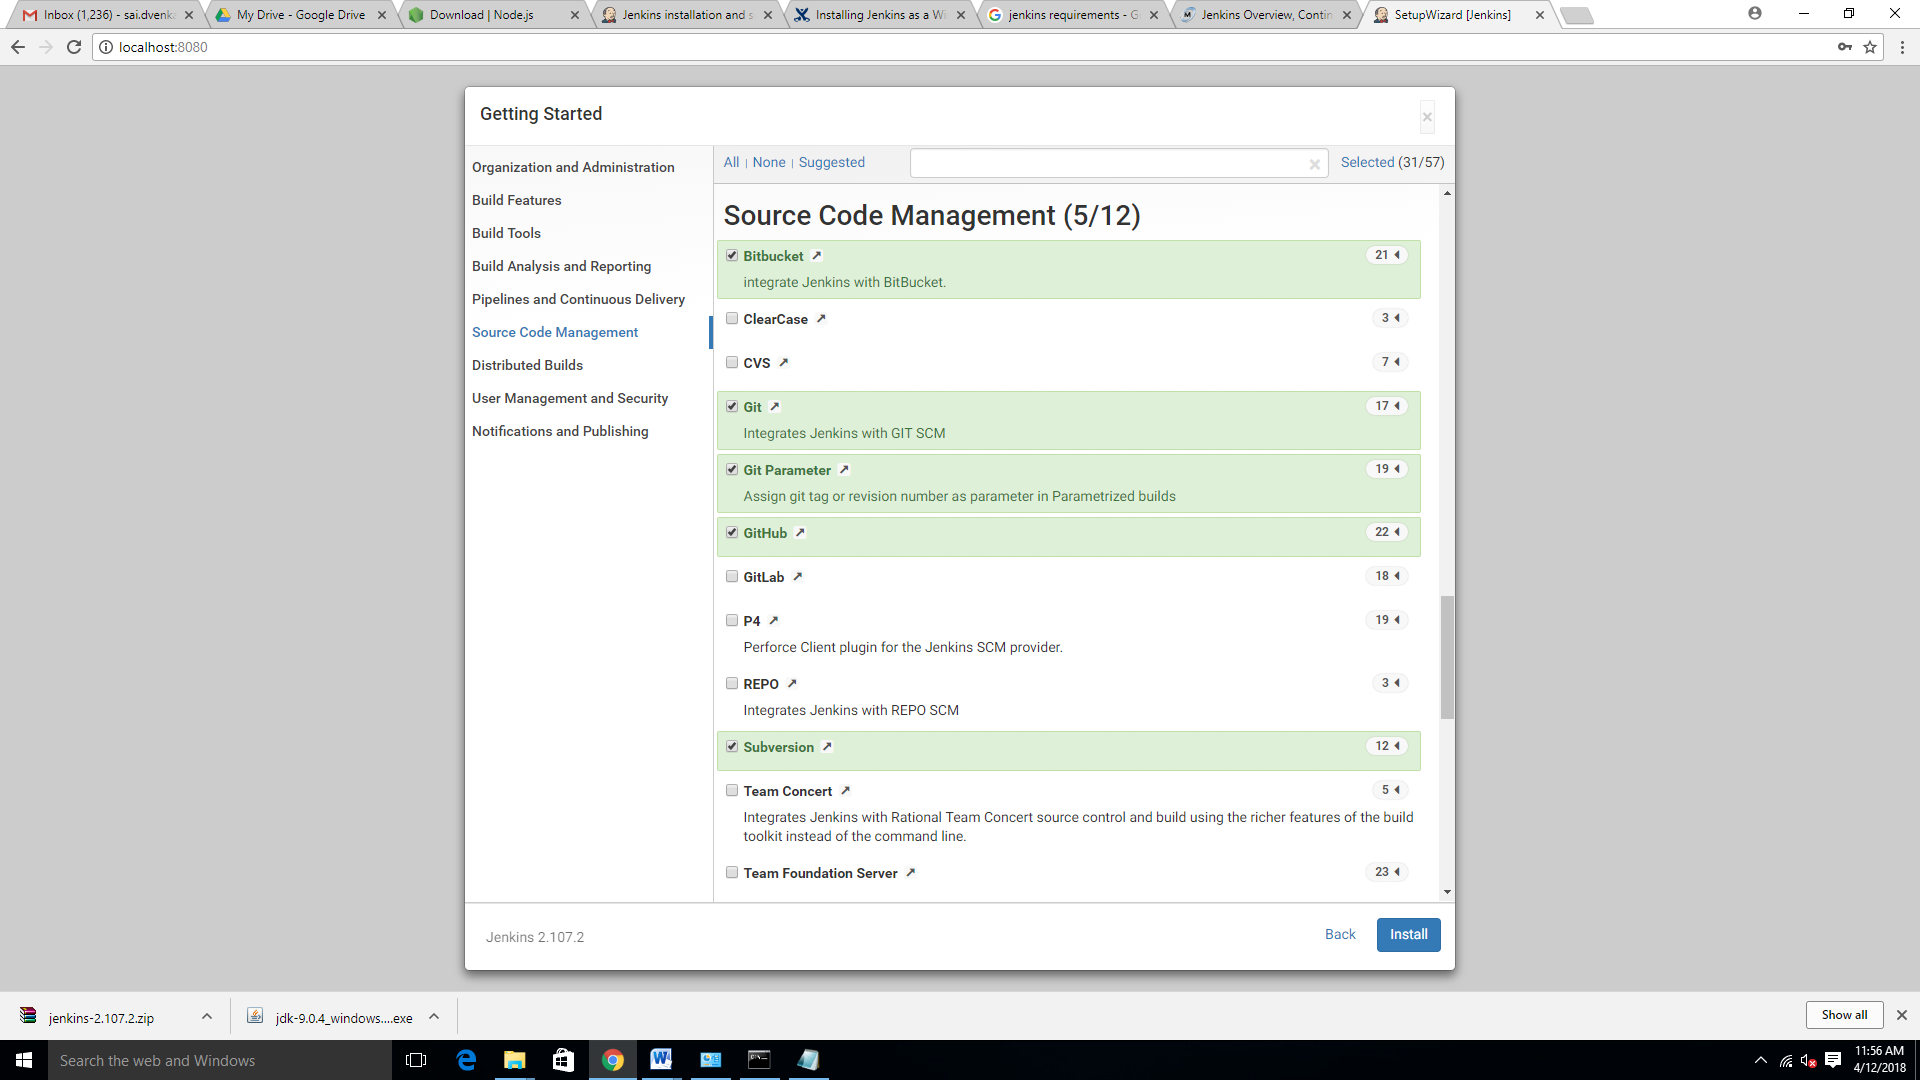 Inbox (1,236) - sai.dvenk
My Drive - Google Drive
Download | Node.js
Jenkins installation and s
Installing Jenkins as a Wi
jenkins requirements - G
Jenkins Overview, Contin
SetupWizard [Jenkins]
localhost:8080
Getting Started
Organization and Administration
Build Features
Build Tools
Build Analysis and Reporting
Pipelines and Continuous Delivery
Source Code Management
Distributed Builds
User Management and Security
Notifications and Publishing
All | None | Suggested
Selected (31/57)
Source Code Management (5/12)
Bitbucket 21
integrate Jenkins with BitBucket.
ClearCase 3
CVS 7
Git 17
Integrates Jenkins with GIT SCM
Git Parameter 19
Assign git tag or revision number as parameter in Parametrized builds
GitHub 22
GitLab 18
P4 19
Perforce Client plugin for the Jenkins SCM provider.
REPO 3
Integrates Jenkins with REPO SCM
Subversion 12
Team Concert 5
Integrates Jenkins with Rational Team Concert source control and build using the richer features of the build
toolkit instead of the command line.
Team Foundation Server 23
Jenkins 2.107.2
Back
Install
jenkins-2.107.2.zip
jdk-9.0.4_windows....exe
Show all
Search the web and Windows
11:56 AM
4/12/2018